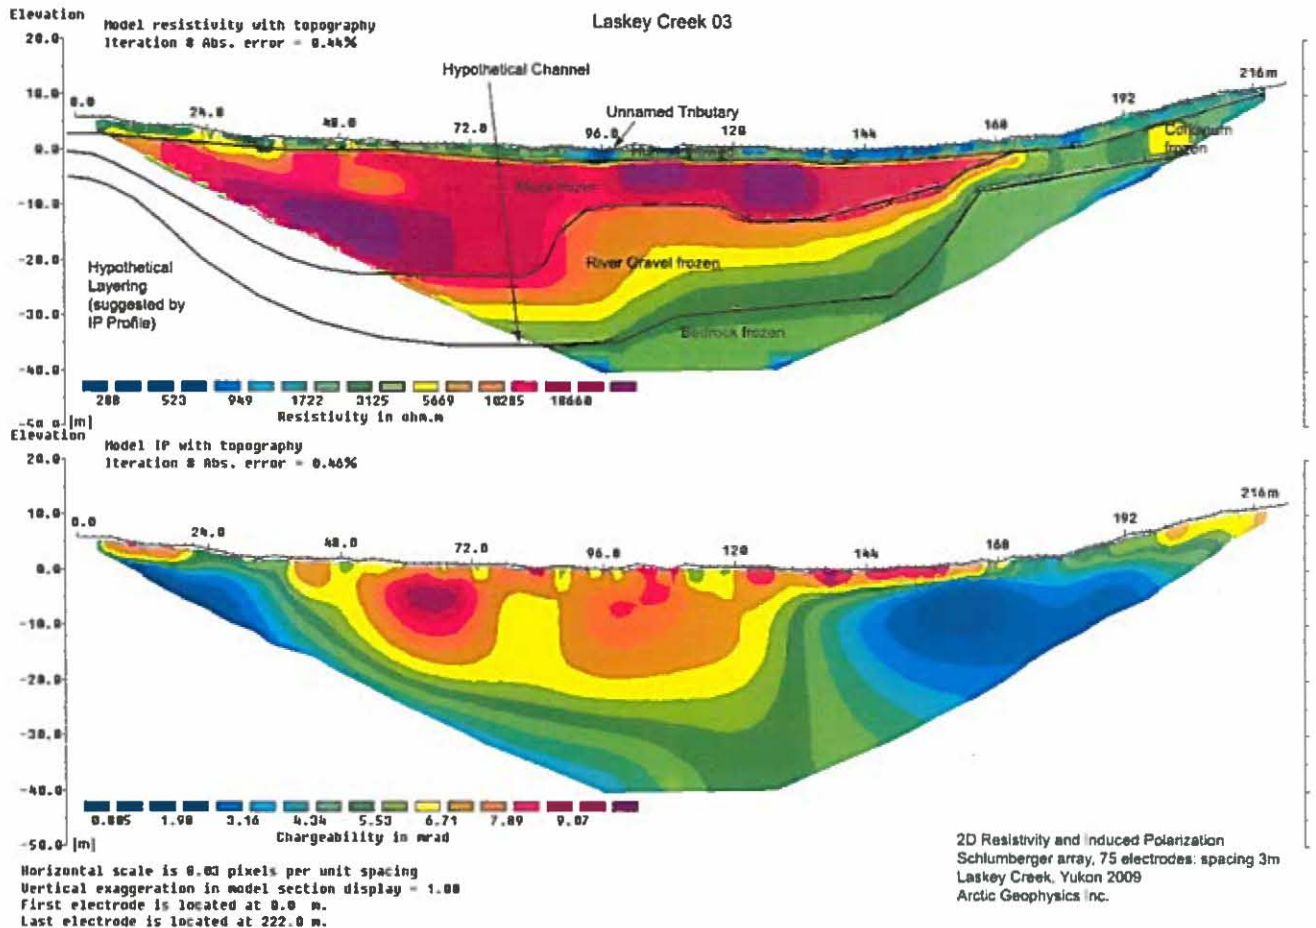 Laskey Creek 03
Elevation
Model resistivity with topography
Iteration 8 Abs. error = 0.44%
20.0
10.0
0.0
-10.0
-20.0
-30.0
-40.0
-50.0 [m]
0.0 24.0 48.0 72.0 96.0 120 144 168 192 216m
Hypothetical Channel
Unnamed Tributary
Colluvium
frozen
Muck frozen
River Gravel frozen
Bedrock frozen
Hypothetical
Layering
(suggested by
IP Profile)
288 523 949 1722 3125 5669 10285 18660
Resistivity in ohm.m
Elevation
Model IP with topography
Iteration 8 Abs. error = 0.46%
20.0
10.0
0.0
-10.0
-20.0
-30.0
-40.0
-50.0 [m]
0.0 24.0 48.0 72.0 96.0 120 144 168 192 216m
0.805 1.98 3.16 4.34 5.53 6.71 7.89 9.07
Chargeability in mrad
Horizontal scale is 8.03 pixels per unit spacing
Vertical exaggeration in model section display = 1.00
First electrode is located at 0.0 m.
Last electrode is located at 222.0 m.
2D Resistivity and Induced Polarization
Schlumberger array, 75 electrodes: spacing 3m
Laskey Creek, Yukon 2009
Arctic Geophysics Inc.